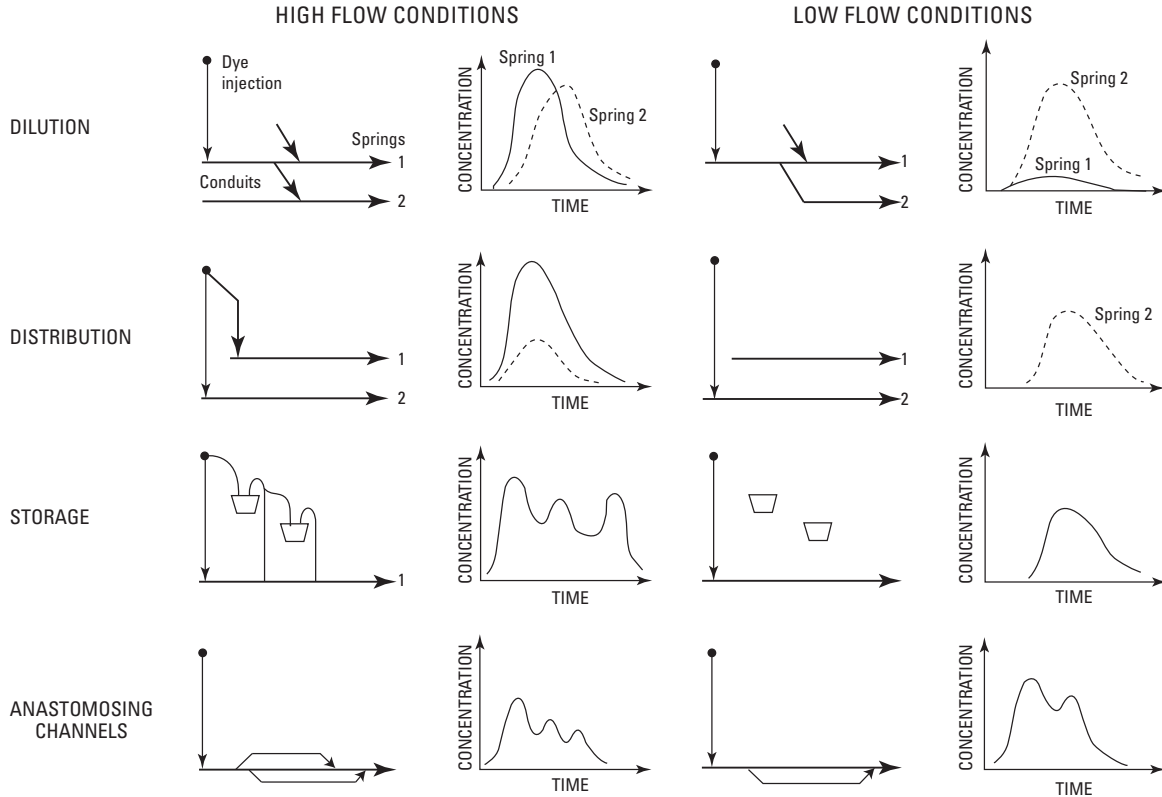 HIGH FLOW CONDITIONS
LOW FLOW CONDITIONS
DILUTION
Dye
injection
Springs
1
Conduits
2
CONCENTRATION
Spring 1
Spring 2
TIME
1
2
CONCENTRATION
Spring 2
Spring 1
TIME
DISTRIBUTION
1
2
CONCENTRATION
TIME
1
2
CONCENTRATION
Spring 2
TIME
STORAGE
1
CONCENTRATION
TIME
CONCENTRATION
TIME
ANASTOMOSING
CHANNELS
CONCENTRATION
TIME
CONCENTRATION
TIME